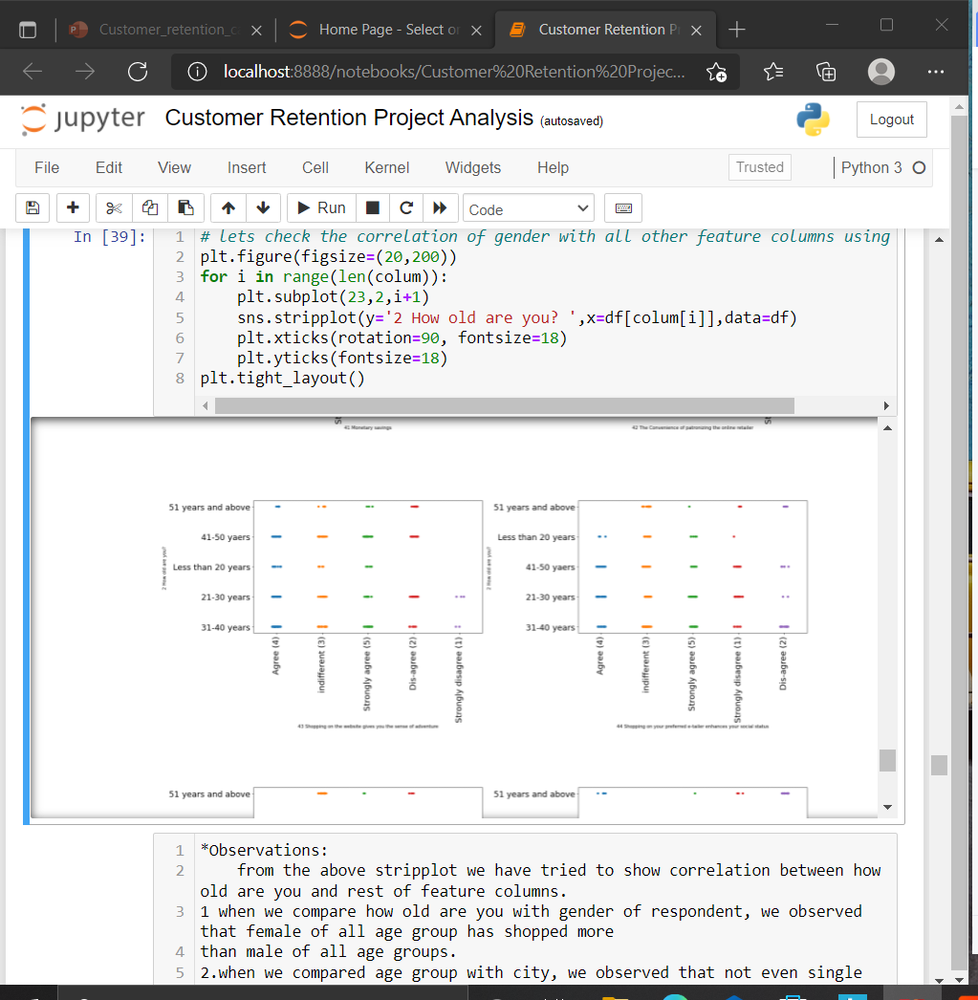 Customer_retention_c
Home Page - Select or
Customer Retention P
localhost:8888/notebooks/Customer%20Retention%20Projec...
jupyter
Customer Retention Project Analysis (autosaved)
Logout
File Edit View Insert Cell Kernel Widgets Help
Trusted
Python 3
Run
Code
In [39]:
1 # lets check the correlation of gender with all other feature columns using
2 plt.figure(figsize=(20,200))
3 for i in range(len(colum)):
4 plt.subplot(23,2,i+1)
5 sns.stripplot(y='2 How old are you? ',x=df[colum[i]],data=df)
6 plt.xticks(rotation=90, fontsize=18)
7 plt.yticks(fontsize=18)
8 plt.tight_layout()
St
St
41 Monetary savings
42 The Convenience of patronizing the online retailer
2 How old are you?
51 years and above
41-50 yaers
Less than 20 years
21-30 years
31-40 years
Agree (4)
indifferent (3)
Strongly agree (5)
Dis-agree (2)
Strongly disagree (1)
43 Shopping on the website gives you the sense of adventure
2 How old are you?
51 years and above
Less than 20 years
41-50 yaers
21-30 years
31-40 years
Agree (4)
indifferent (3)
Strongly agree (5)
Strongly disagree (1)
Dis-agree (2)
44 Shopping on your preferred e-tailer enhances your social status
51 years and above
51 years and above
1 *Observations:
2 from the above stripplot we have tried to show correlation between how
old are you and rest of feature columns.
3 1 when we compare how old are you with gender of respondent, we observed
that female of all age group has shopped more
4 than male of all age groups.
5 2.when we compared age group with city, we observed that not even single